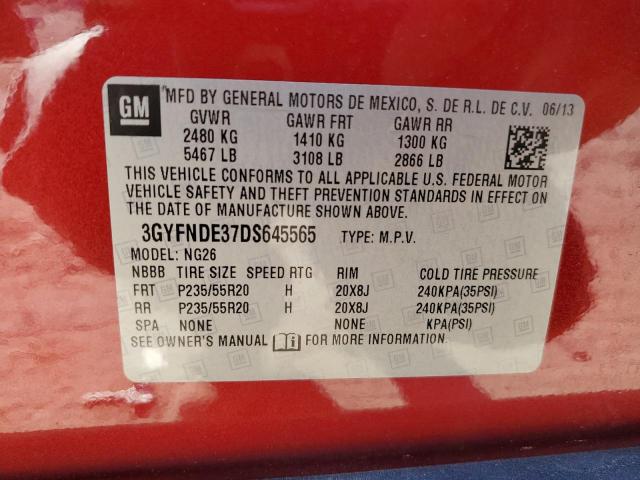 GM MFD BY GENERAL MOTORS DE MEXICO, S. DE R.L. DE C.V. 06/13
GVWR GAWR FRT GAWR RR
2480 KG 1410 KG 1300 KG
5467 LB 3108 LB 2866 LB
THIS VEHICLE CONFORMS TO ALL APPLICABLE U.S. FEDERAL MOTOR
VEHICLE SAFETY AND THEFT PREVENTION STANDARDS IN EFFECT ON
THE DATE OF MANUFACTURE SHOWN ABOVE.
3GYFNDE37DS645565 TYPE: M.P.V.
MODEL: NG26
NBBB TIRE SIZE SPEED RTG RIM COLD TIRE PRESSURE
FRT P235/55R20 H 20X8J 240KPA(35PSI)
RR P235/55R20 H 20X8J 240KPA(35PSI)
SPA NONE NONE KPA(PSI)
SEE OWNER'S MANUAL FOR MORE INFORMATION.